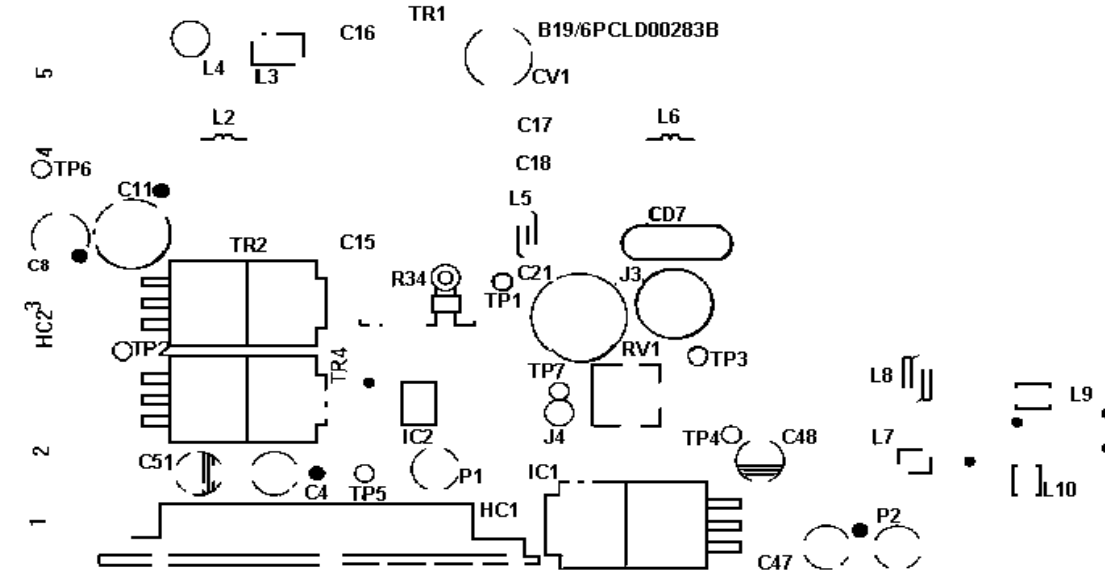 TR1
C16
B19/6PCLD00283B
L4
L3
CV1
5
L2
C17
L6
C18
4
TP6
C11
L5
CD7
C8
TR2
C15
R34
C21
J3
TP1
HC2
3
TP2
TR4
RV1
TP3
TP7
L8
L9
IC2
J4
TP4
C48
L7
2
C51
C4
TP5
P1
IC1
L10
1
HC1
P2
C47